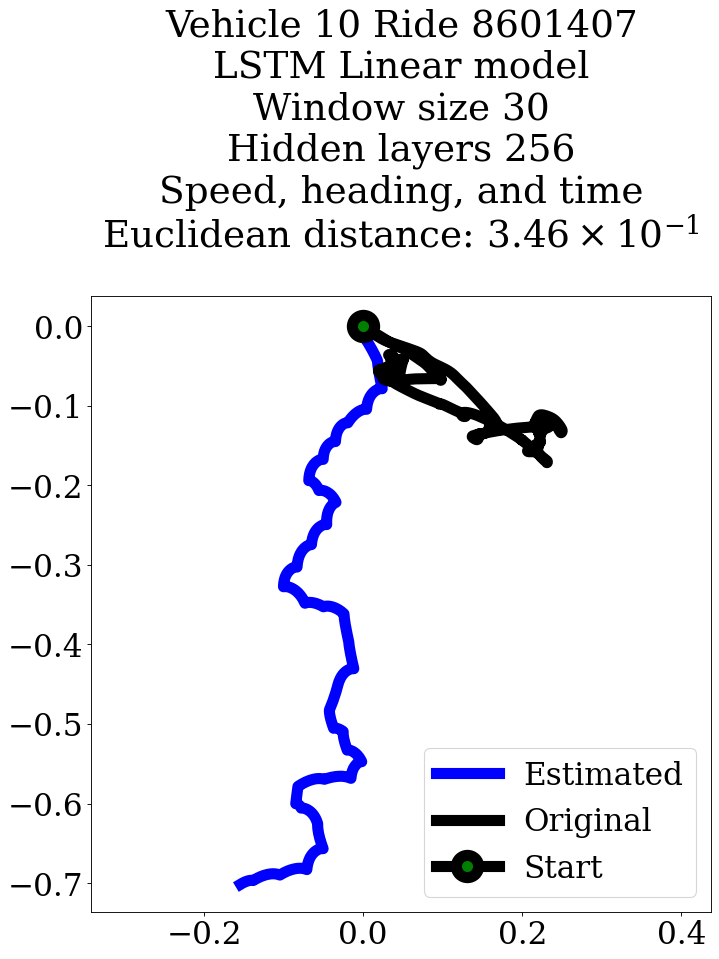 Vehicle 10 Ride 8601407
LSTM Linear model
Window size 30
Hidden layers 256
Speed, heading, and time
Euclidean distance: 3.46 × 10⁻¹
0.0
−0.1
−0.2
−0.3
−0.4
−0.5
−0.6
−0.7
Estimated
Original
Start
−0.2 0.0 0.2 0.4